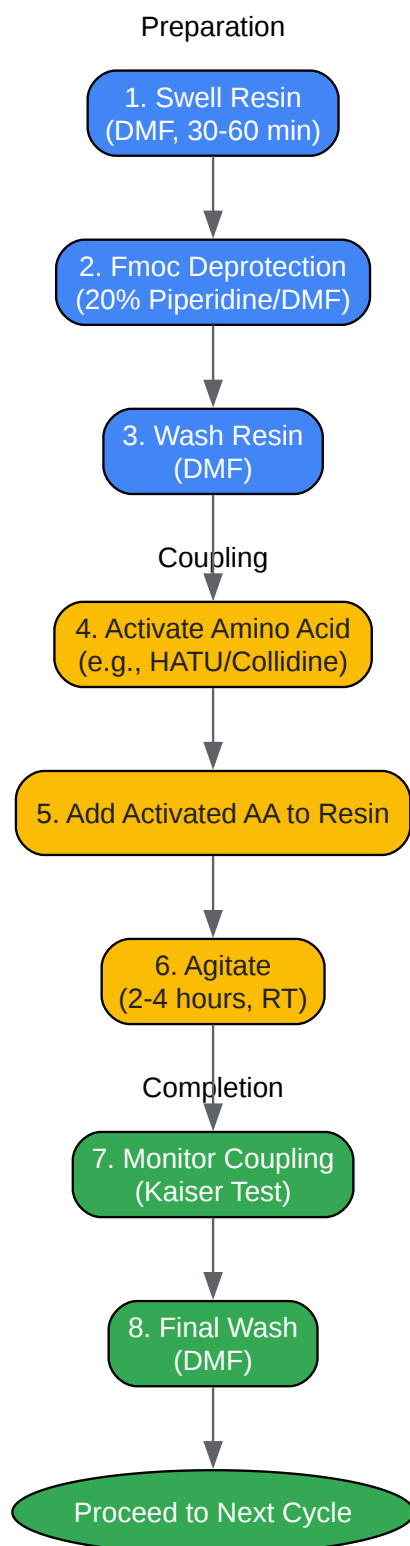 Preparation
1. Swell Resin
(DMF, 30-60 min)
2. Fmoc Deprotection
(20% Piperidine/DMF)
3. Wash Resin
(DMF)
Coupling
4. Activate Amino Acid
(e.g., HATU/Collidine)
5. Add Activated AA to Resin
6. Agitate
(2-4 hours, RT)
Completion
7. Monitor Coupling
(Kaiser Test)
8. Final Wash
(DMF)
Proceed to Next Cycle